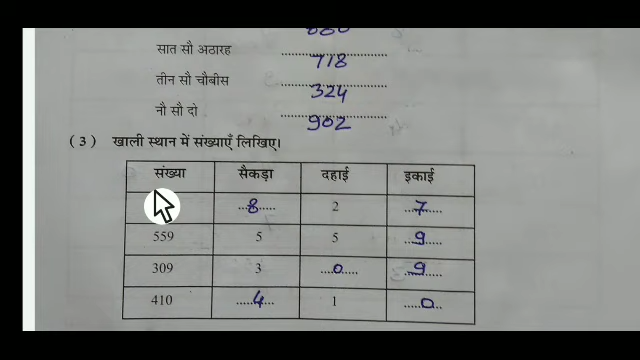 सात सौ अठारह 718
तीन सौ चौबीस 324
नौ सौ दो 902
(3) खाली स्थान में संख्याएँ लिखिए।
संख्या सैकड़ा दहाई इकाई
8 2 7
559 5 5 9
309 3 0 9
410 4 1 0